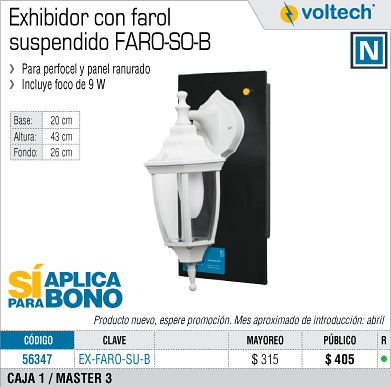 Exhibidor con farol
suspendido FARO-SO-B
voltech®
N
› Para perfocel y panel ranurado
› Incluye foco de 9 W
Base: 20 cm
Altura: 43 cm
Fondo: 26 cm
SÍ APLICA
PARA BONO
Producto nuevo, espere promoción. Mes aproximado de introducción: abril
CÓDIGO CLAVE MAYOREO PÚBLICO R
56347 EX-FARO-SU-B $ 315 $ 405
CAJA 1 / MASTER 3